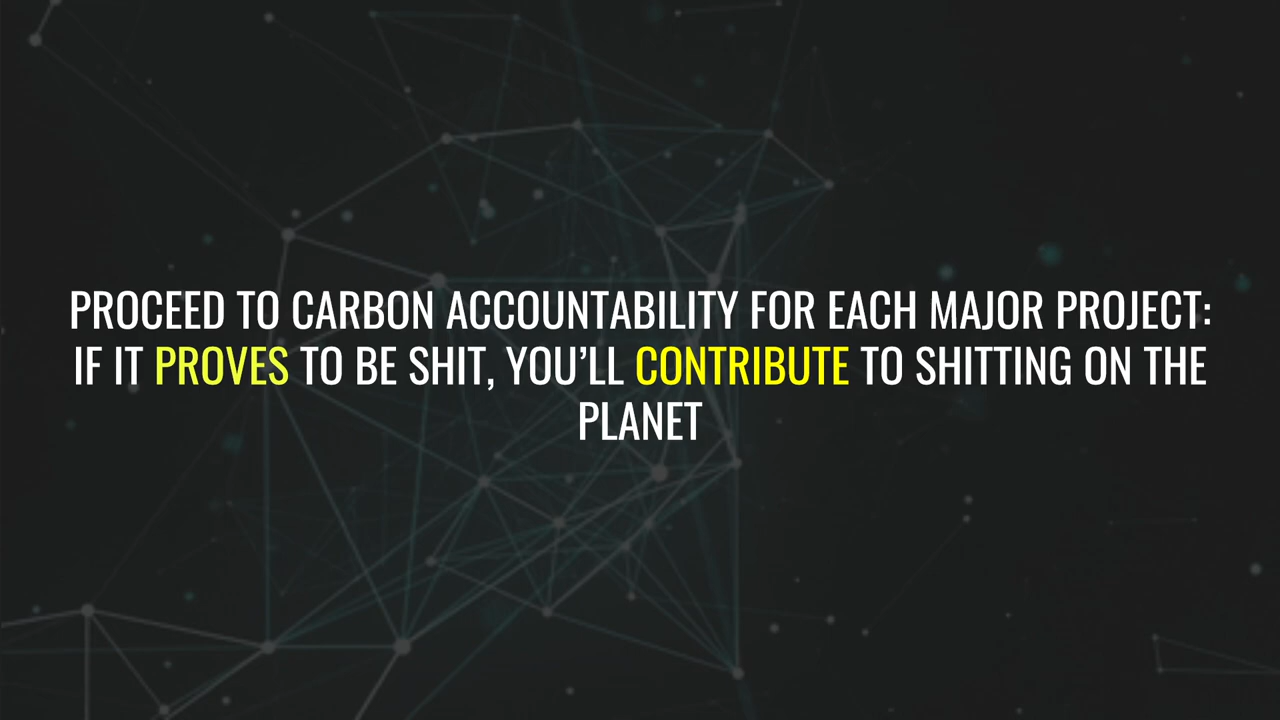 PROCEED TO CARBON ACCOUNTABILITY FOR EACH MAJOR PROJECT:
IF IT PROVES TO BE SHIT, YOU’LL CONTRIBUTE TO SHITTING ON THE
PLANET